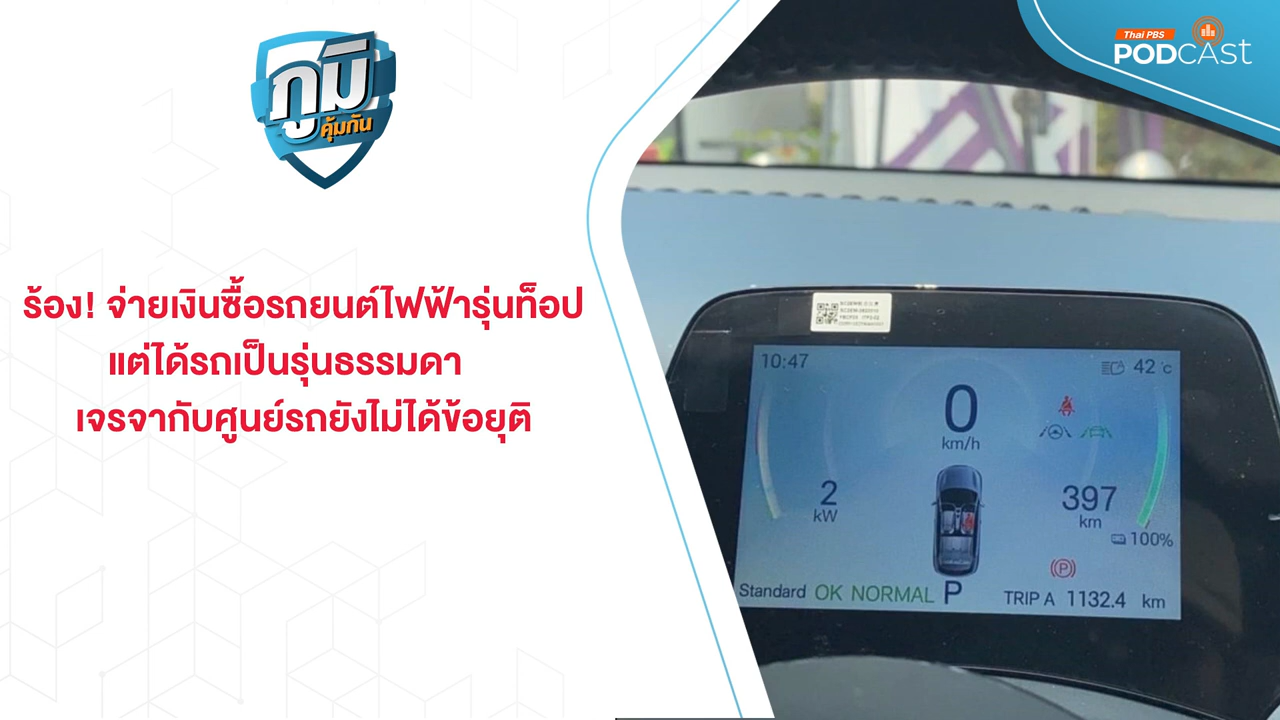 ภูมิ
คุ้มกัน
Thai PBS
PODCAST
ร้อง! จ่ายเงินซื้อรถยนต์ไฟฟ้ารุ่นท็อป
แต่ได้รถเป็นรุ่นธรรมดา
เจรจากับศูนย์รถยังไม่ได้ข้อยุติ
10:47
42 °C
0
km/h
2
kW
397
km
100%
Standard OK NORMAL P
TRIP A 1132.4 km